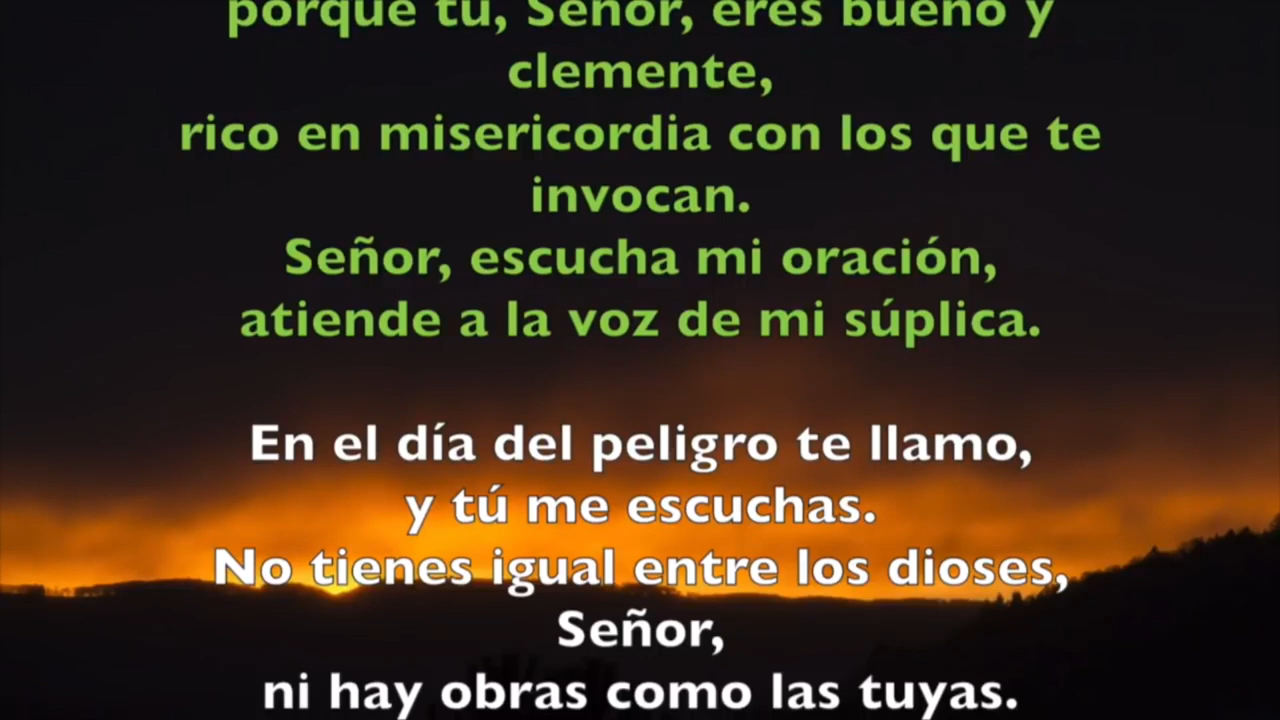 porque tú, Señor, eres bueno y
clemente,
rico en misericordia con los que te
invocan.
Señor, escucha mi oración,
atiende a la voz de mi súplica.
En el día del peligro te llamo,
y tú me escuchas.
No tienes igual entre los dioses,
Señor,
ni hay obras como las tuyas.